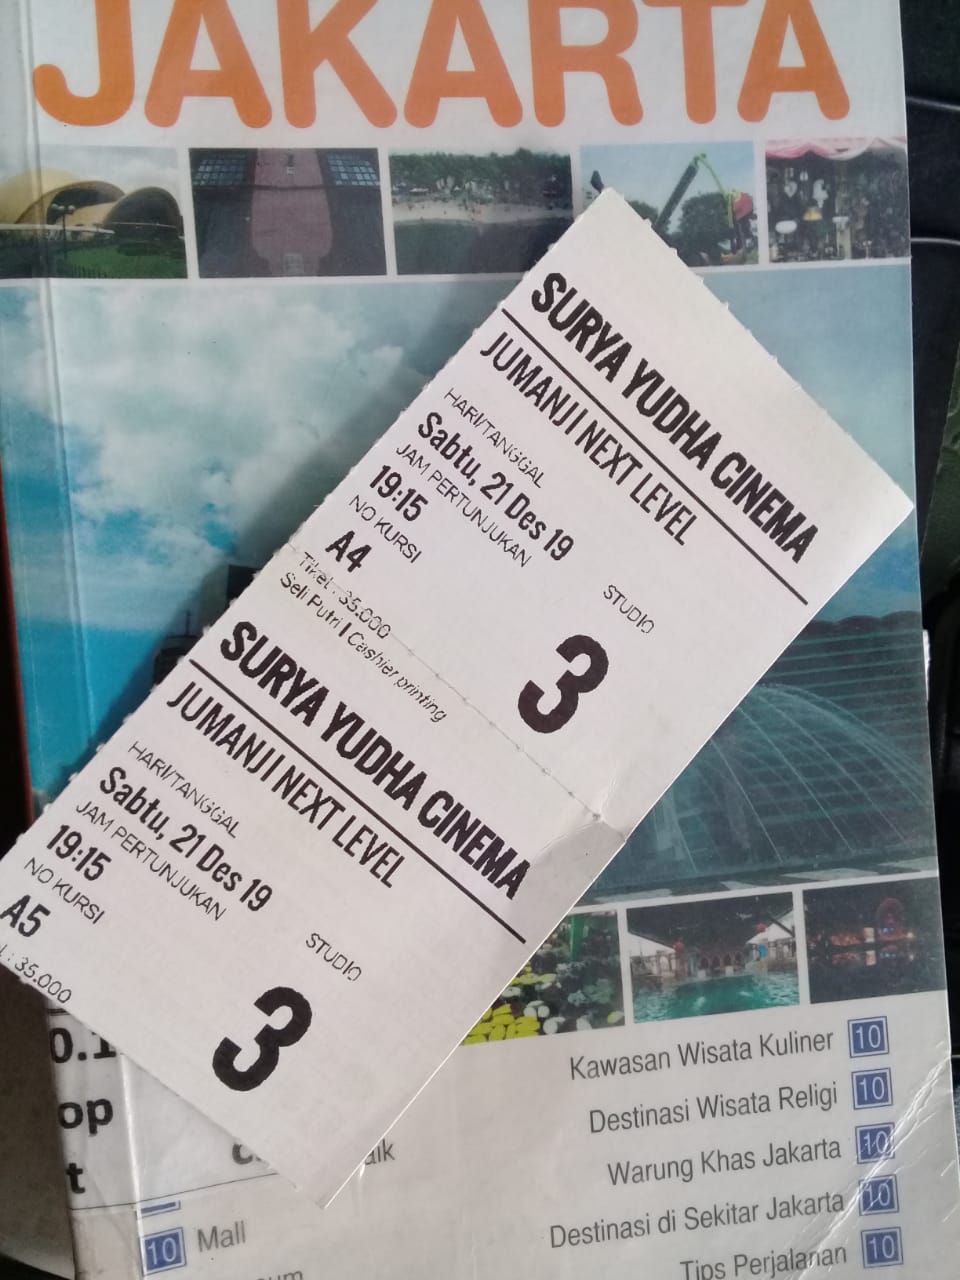 JAKARTA
SURYA YUDHA CINEMA
JUMANJI NEXT LEVEL
HARI/TANGGAL
Sabtu, 21 Des 19
JAM PERTUNJUKAN
19:15
NO KURSI
A4
STUDIO
3
Tiket : 35.000
Seli Putri | Cashier printing
SURYA YUDHA CINEMA
JUMANJI NEXT LEVEL
HARI/TANGGAL
Sabtu, 21 Des 19
JAM PERTUNJUKAN
19:15
NO KURSI
A5
STUDIO
3
: 35.000
Kawasan Wisata Kuliner 10
Destinasi Wisata Religi 10
Warung Khas Jakarta 10
Destinasi di Sekitar Jakarta 10
Tips Perjalanan 10
10 Mall